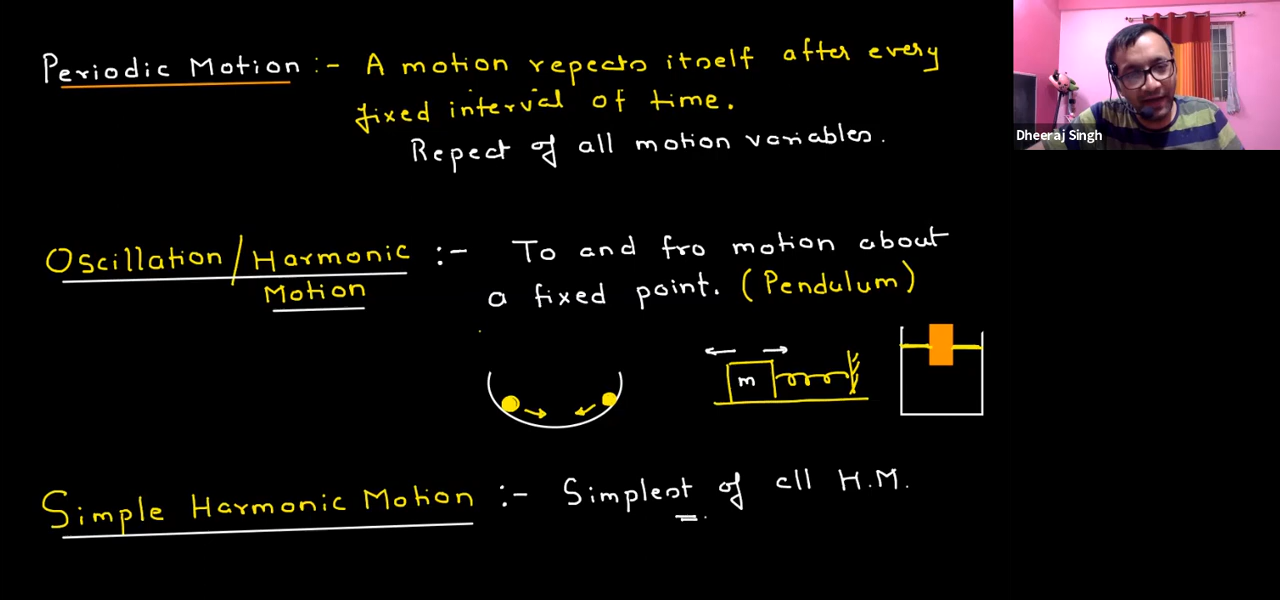 Periodic Motion :- A motion repeats itself after every
fixed interval of time.
Repeat of all motion variables.
Dheeraj Singh
Oscillation/Harmonic Motion :- To and fro motion about
a fixed point. (Pendulum)
m
Simple Harmonic Motion :- Simplest of all H.M.